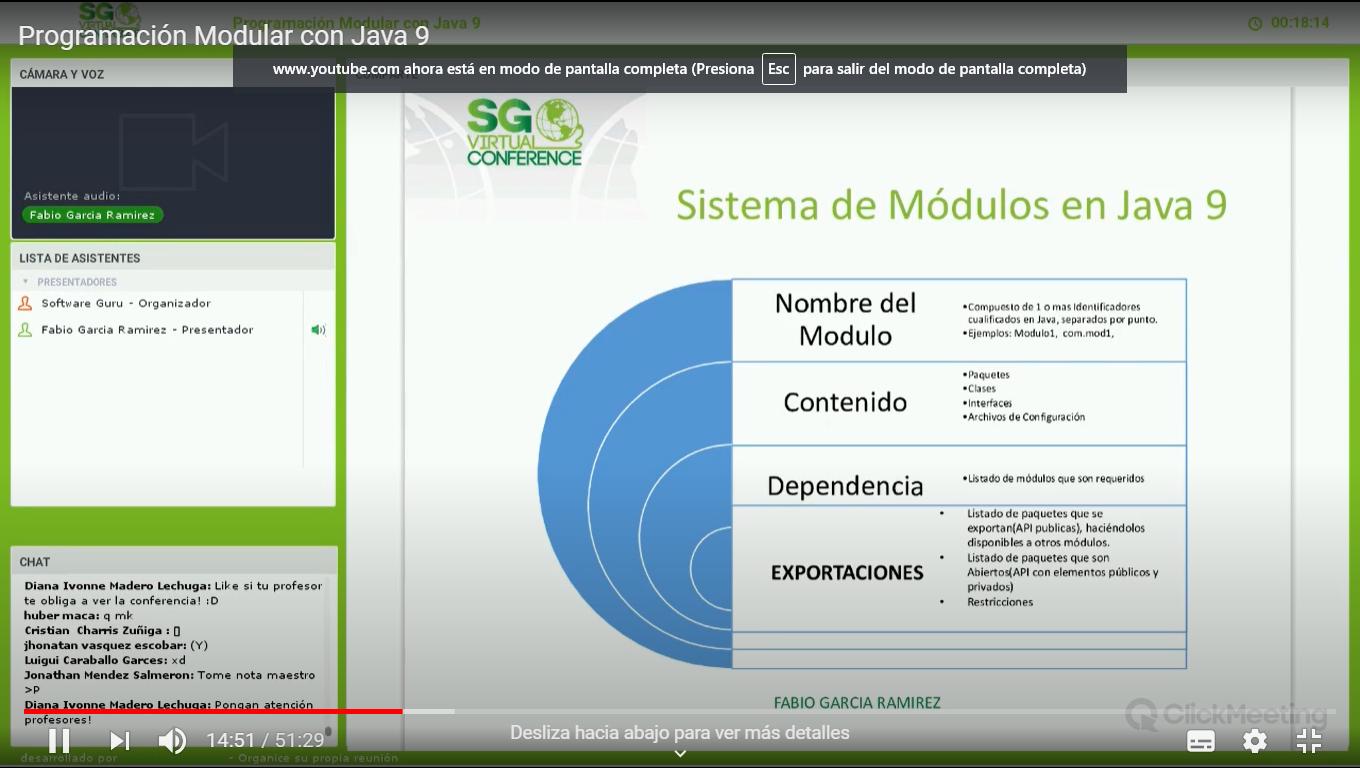 SG
Programación Modular con Java 9
00:18:14
Programación Modular con Java 9
www.youtube.com ahora está en modo de pantalla completa (Presiona Esc para salir del modo de pantalla completa)
CÁMARA Y VOZ
Asistente audio:
Fabio Garcia Ramirez
LISTA DE ASISTENTES
PRESENTADORES
Software Guru - Organizador
Fabio Garcia Ramirez - Presentador
CHAT
Diana Ivonne Madero Lechuga: Like si tu profesor
te obliga a ver la conferencia! :D
huber maca: q mk
Cristian Charris Zuñiga : ▯
jhonatan vasquez escobar: (Y)
Luigui Caraballo Garces: xd
Jonathan Mendez Salmeron: Tome nota maestro
>P
Diana Ivonne Madero Lechuga: Pongan atención
profesores!
SG
VIRTUAL
CONFERENCE
Sistema de Módulos en Java 9
Nombre del
Modulo
•Compuesto de 1 o mas Identificadores
cualificados en Java, separados por punto.
•Ejemplos: Modulo1, com.mod1,
Contenido
•Paquetes
•Clases
•Interfaces
•Archivos de Configuración
Dependencia
•Listado de módulos que son requeridos
EXPORTACIONES
• Listado de paquetes que se
exportan(API publicas), haciéndolos
disponibles a otros módulos.
• Listado de paquetes que son
Abiertos(API con elementos públicos y
privados)
• Restricciones
FABIO GARCIA RAMIREZ
ClickMeeting
14:51 / 51:29
Desliza hacia abajo para ver más detalles
desarrollado por
- Organice su propia reunión